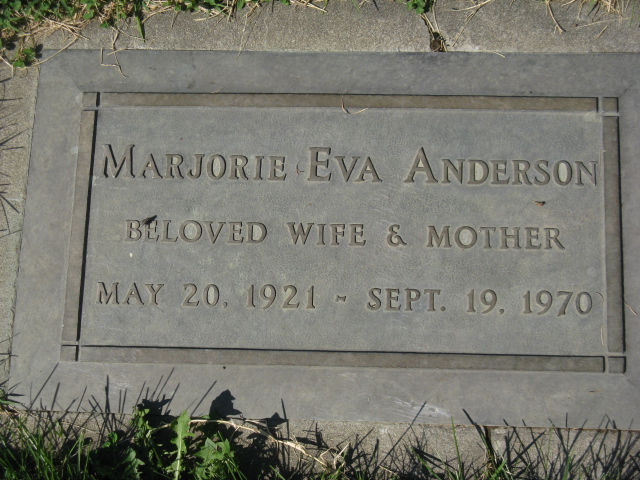 MARJORIE EVA ANDERSON
BELOVED WIFE & MOTHER
MAY 20, 1921 - SEPT. 19, 1970